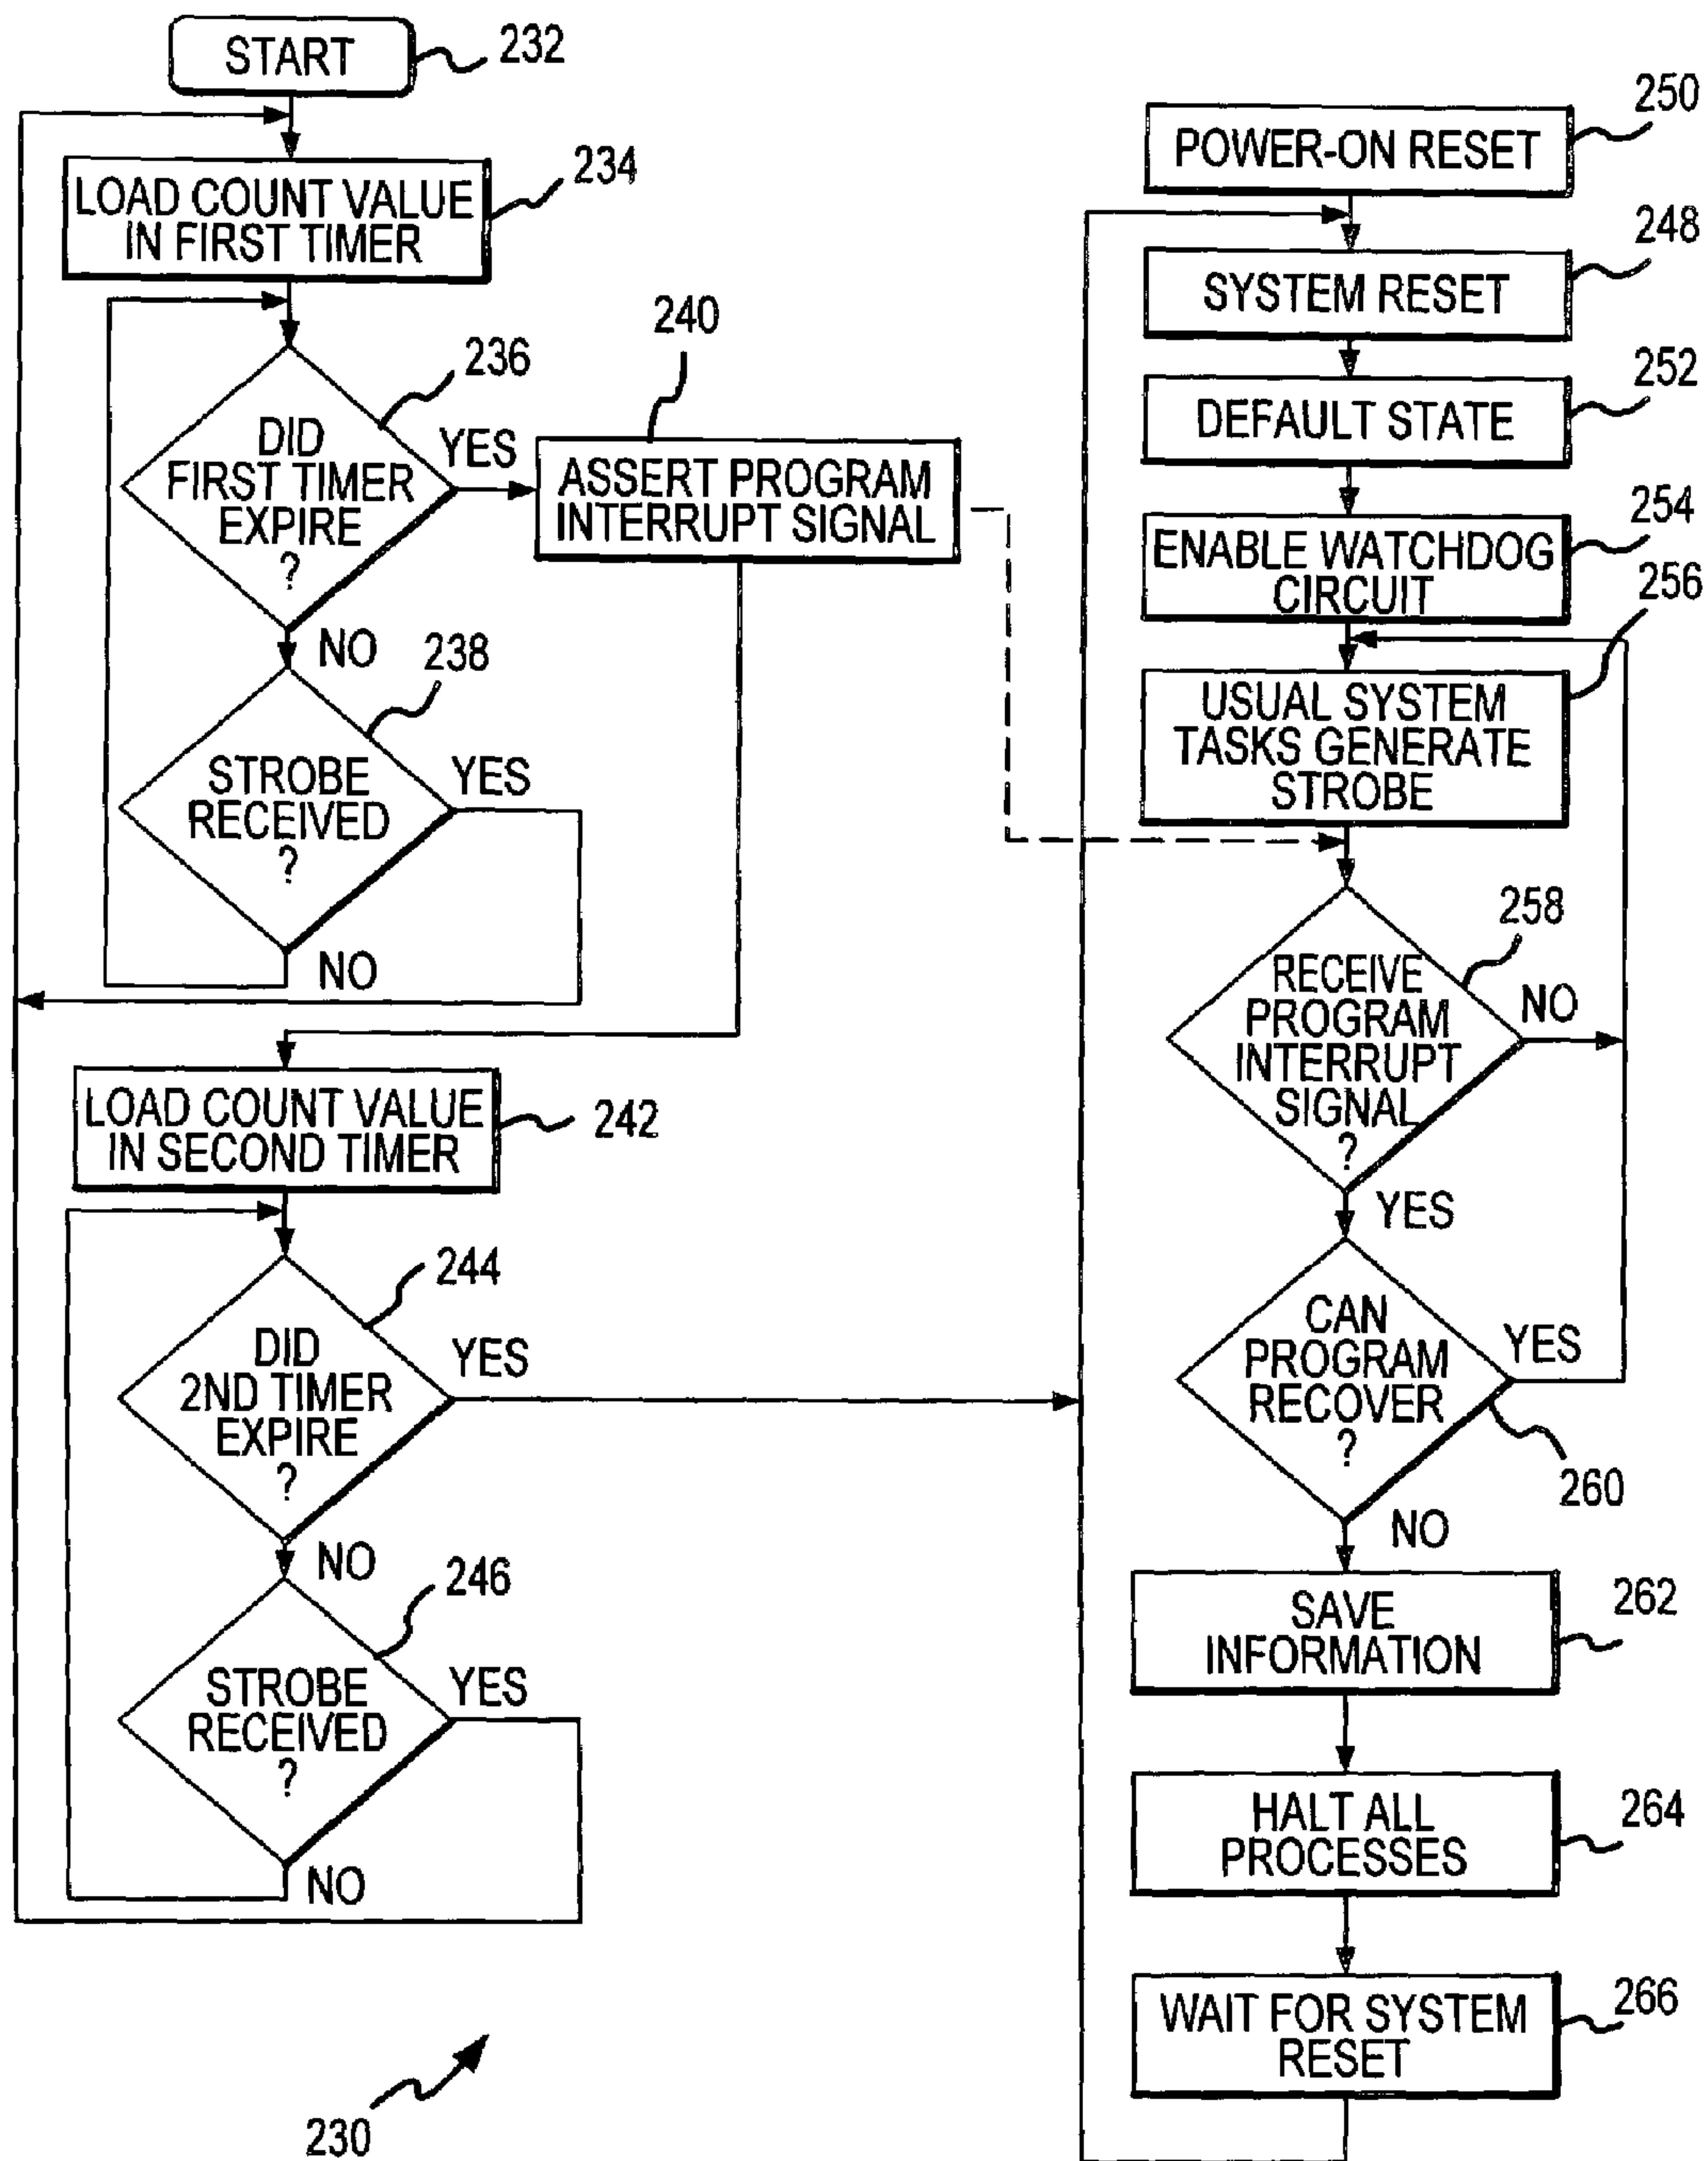 START
232
LOAD COUNT VALUE
IN FIRST TIMER
234
DID
FIRST TIMER
EXPIRE
?
236
YES
NO
ASSERT PROGRAM
INTERRUPT SIGNAL
240
STROBE
RECEIVED
?
238
YES
NO
LOAD COUNT VALUE
IN SECOND TIMER
242
DID
2ND TIMER
EXPIRE
?
244
YES
NO
STROBE
RECEIVED
?
246
YES
NO
230
POWER-ON RESET
250
SYSTEM RESET
248
DEFAULT STATE
252
ENABLE WATCHDOG
CIRCUIT
254
USUAL SYSTEM
TASKS GENERATE
STROBE
256
RECEIVE
PROGRAM
INTERRUPT
SIGNAL
?
258
NO
YES
CAN
PROGRAM
RECOVER
?
YES
260
NO
SAVE
INFORMATION
262
HALT ALL
PROCESSES
264
WAIT FOR SYSTEM
RESET
266